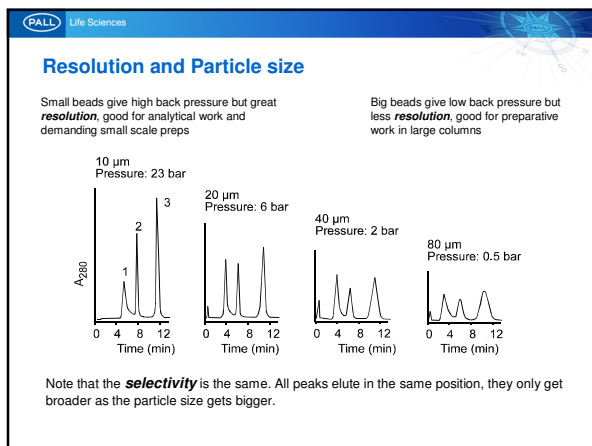 PALL Life Sciences
Resolution and Particle size
Small beads give high back pressure but great
resolution, good for analytical work and
demanding small scale preps
Big beads give low back pressure but
less resolution, good for preparative
work in large columns
10 µm
Pressure: 23 bar
3
2
1
A280
0 4 8 12
Time (min)
20 µm
Pressure: 6 bar
0 4 8 12
Time (min)
40 µm
Pressure: 2 bar
0 4 8 12
Time (min)
80 µm
Pressure: 0.5 bar
0 4 8 12
Time (min)
Note that the selectivity is the same. All peaks elute in the same position, they only get
broader as the particle size gets bigger.